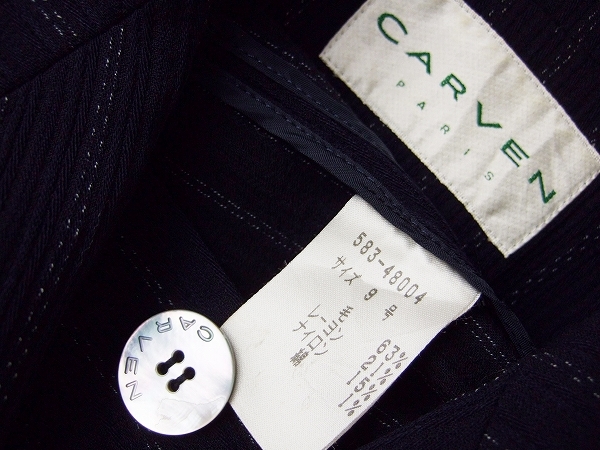 CARVEN
PARIS
583-48004
サイズ 9 号
毛 63%
レーヨン 21%
ナイロン 15%
綿 1%
CARVEN